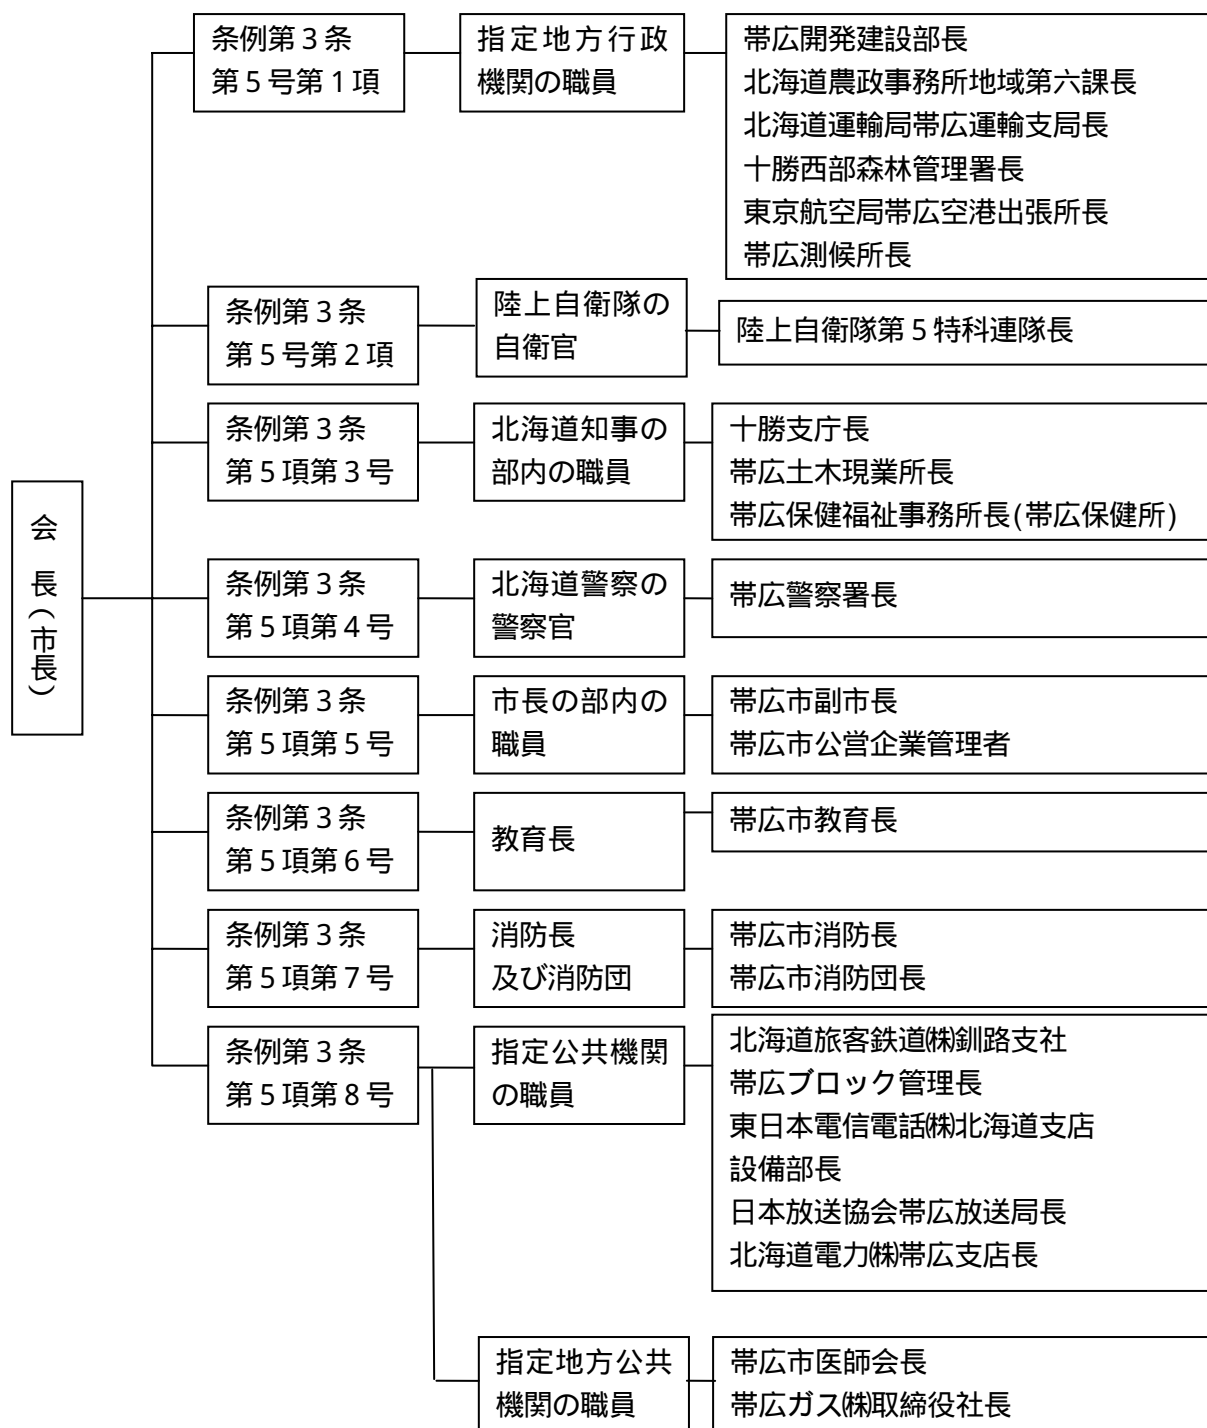 会長(市長)
条例第3条
第5号第1項
指定地方行政
機関の職員
帯広開発建設部長
北海道農政事務所地域第六課長
北海道運輸局帯広運輸支局長
十勝西部森林管理署長
東京航空局帯広空港出張所長
帯広測候所長
条例第3条
第5号第2項
陸上自衛隊の
自衛官
陸上自衛隊第5特科連隊長
条例第3条
第5項第3号
北海道知事の
部内の職員
十勝支庁長
帯広土木現業所長
帯広保健福祉事務所長(帯広保健所)
条例第3条
第5項第4号
北海道警察の
警察官
帯広警察署長
条例第3条
第5項第5号
市長の部内の
職員
帯広市副市長
帯広市公営企業管理者
条例第3条
第5項第6号
教育長
帯広市教育長
条例第3条
第5項第7号
消防長
及び消防団
帯広市消防長
帯広市消防団長
条例第3条
第5項第8号
指定公共機関
の職員
北海道旅客鉄道㈱釧路支社
帯広ブロック管理長
東日本電信電話㈱北海道支店
設備部長
日本放送協会帯広放送局長
北海道電力㈱帯広支店長
指定地方公共
機関の職員
帯広市医師会長
帯広ガス㈱取締役社長